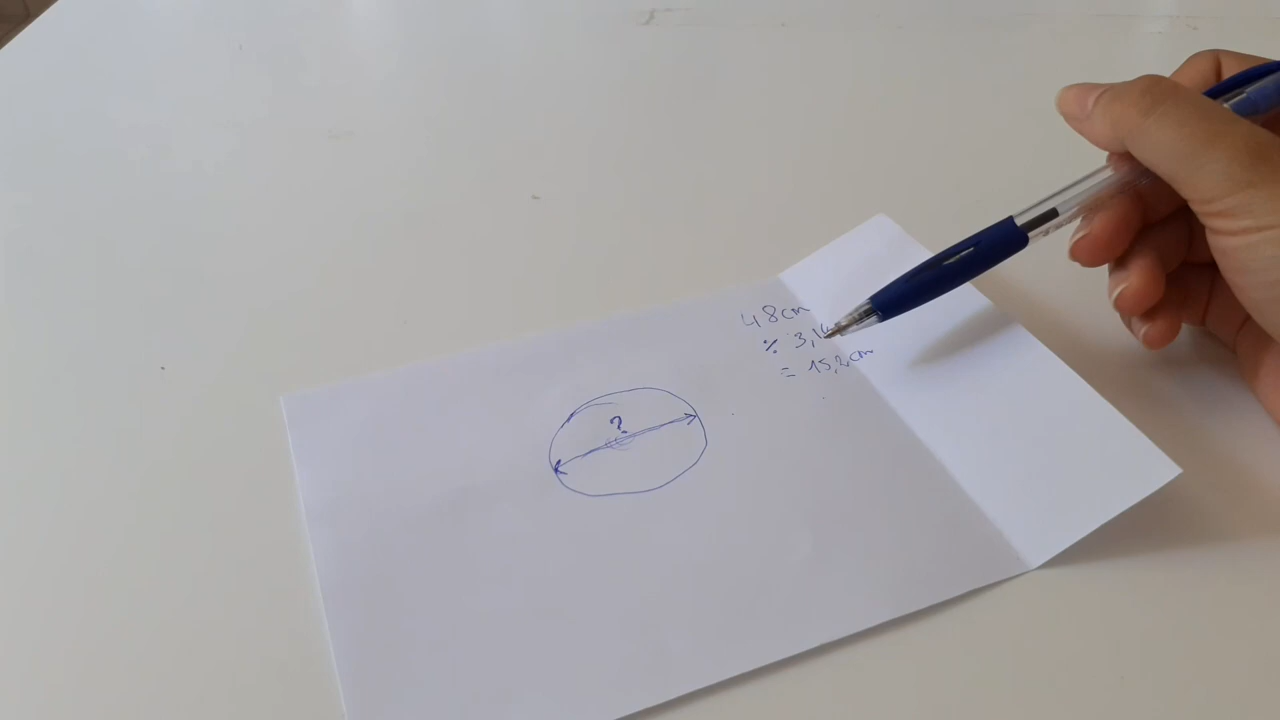 48cm
÷ 3,14
= 15,2cm
?